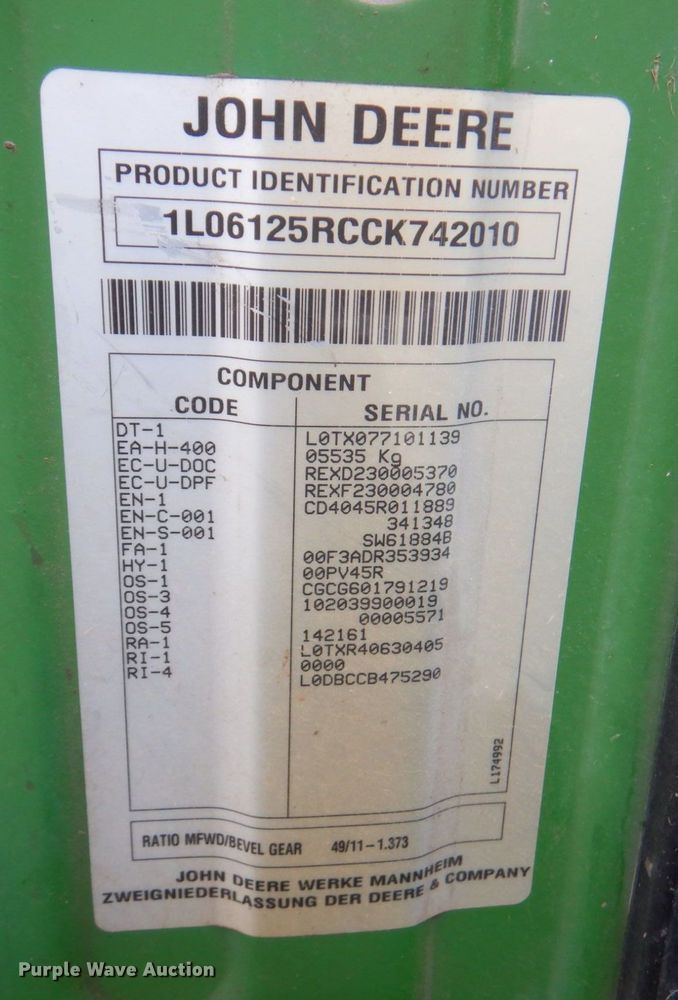 JOHN DEERE
PRODUCT IDENTIFICATION NUMBER
1L06125RCCK742010
COMPONENT
CODE SERIAL NO.
DT-1 L0TX077101139
EA-H-400 05535 Kg
EC-U-DOC REXD230005370
EC-U-DPF REXF230004780
EN-1 CD4045R011889
EN-C-001 341348
EN-S-001 SW61884B
FA-1 00F3ADR353934
HY-1 00PV45R
OS-1 CGCG601791219
OS-3 102039900019
OS-4 00005571
OS-5 142161
RA-1 L0TXR40630405
RI-1 0000
RI-4 L0DBCCB475290
L174992
RATIO MFWD/BEVEL GEAR 49/11-1.373
JOHN DEERE WERKE MANNHEIM
ZWEIGNIEDERLASSUNG DER DEERE & COMPANY
Purple Wave Auction